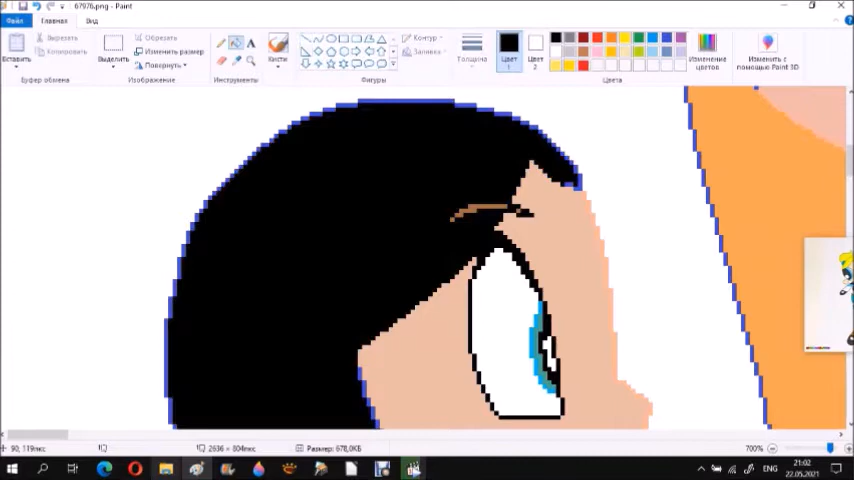 67976.png - Paint
Файл
Главная
Вид
Вставить
Вырезать
Копировать
Буфер обмена
Выделить
Обрезать
Изменить размер
Повернуть
Изображение
Инструменты
Кисти
Контур
Заливка
Фигуры
Толщина
Цвет
1
Цвет
2
Цвета
Изменение
цветов
Изменить с
помощью Paint 3D
90; 119пкс
2636 × 804пкс
Размер: 678,0КБ
700%
ENG
21:02
22.05.2021